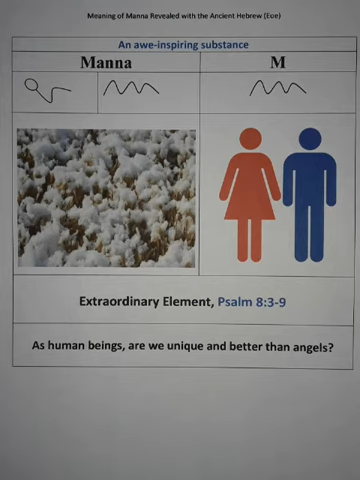 Meaning of Manna Revealed with the Ancient Hebrew (Eoe)
An awe-inspiring substance
Manna M
Extraordinary Element, Psalm 8:3-9
As human beings, are we unique and better than angels?